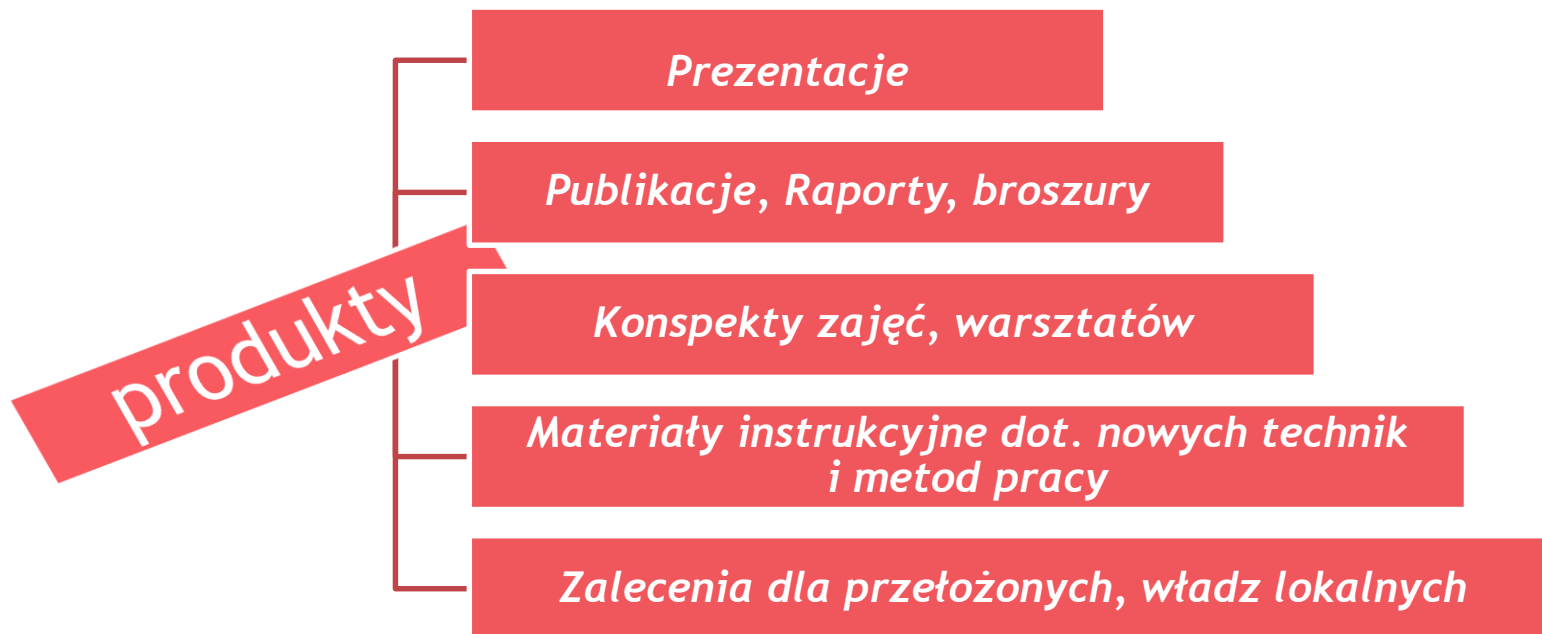 Prezentacje
Publikacje, Raporty, broszury
produkty
Konspekty zajęć, warsztatów
Materiały instrukcyjne dot. nowych technik
i metod pracy
Zalecenia dla przełożonych, władz lokalnych